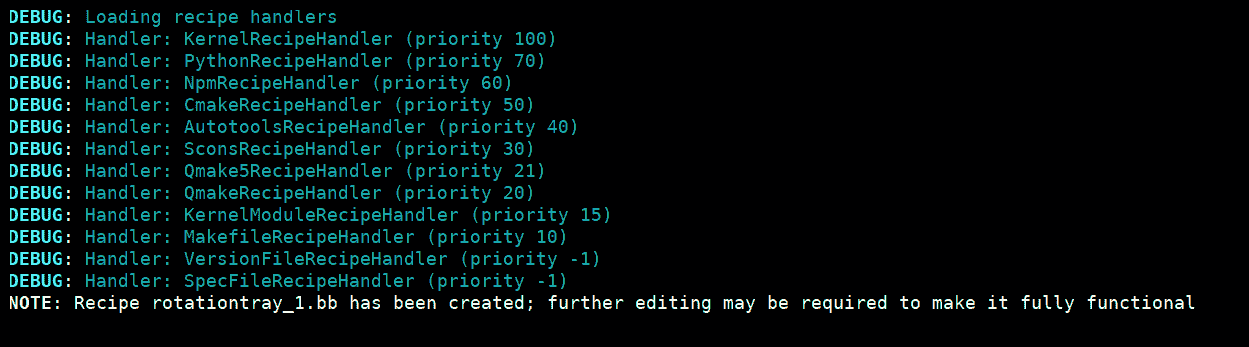 DEBUG: Loading recipe handlers
DEBUG: Handler: KernelRecipeHandler (priority 100)
DEBUG: Handler: PythonRecipeHandler (priority 70)
DEBUG: Handler: NpmRecipeHandler (priority 60)
DEBUG: Handler: CmakeRecipeHandler (priority 50)
DEBUG: Handler: AutotoolsRecipeHandler (priority 40)
DEBUG: Handler: SconsRecipeHandler (priority 30)
DEBUG: Handler: Qmake5RecipeHandler (priority 21)
DEBUG: Handler: QmakeRecipeHandler (priority 20)
DEBUG: Handler: KernelModuleRecipeHandler (priority 15)
DEBUG: Handler: MakefileRecipeHandler (priority 10)
DEBUG: Handler: VersionFileRecipeHandler (priority -1)
DEBUG: Handler: SpecFileRecipeHandler (priority -1)
NOTE: Recipe rotationtray_1.bb has been created; further editing may be required to make it fully functional